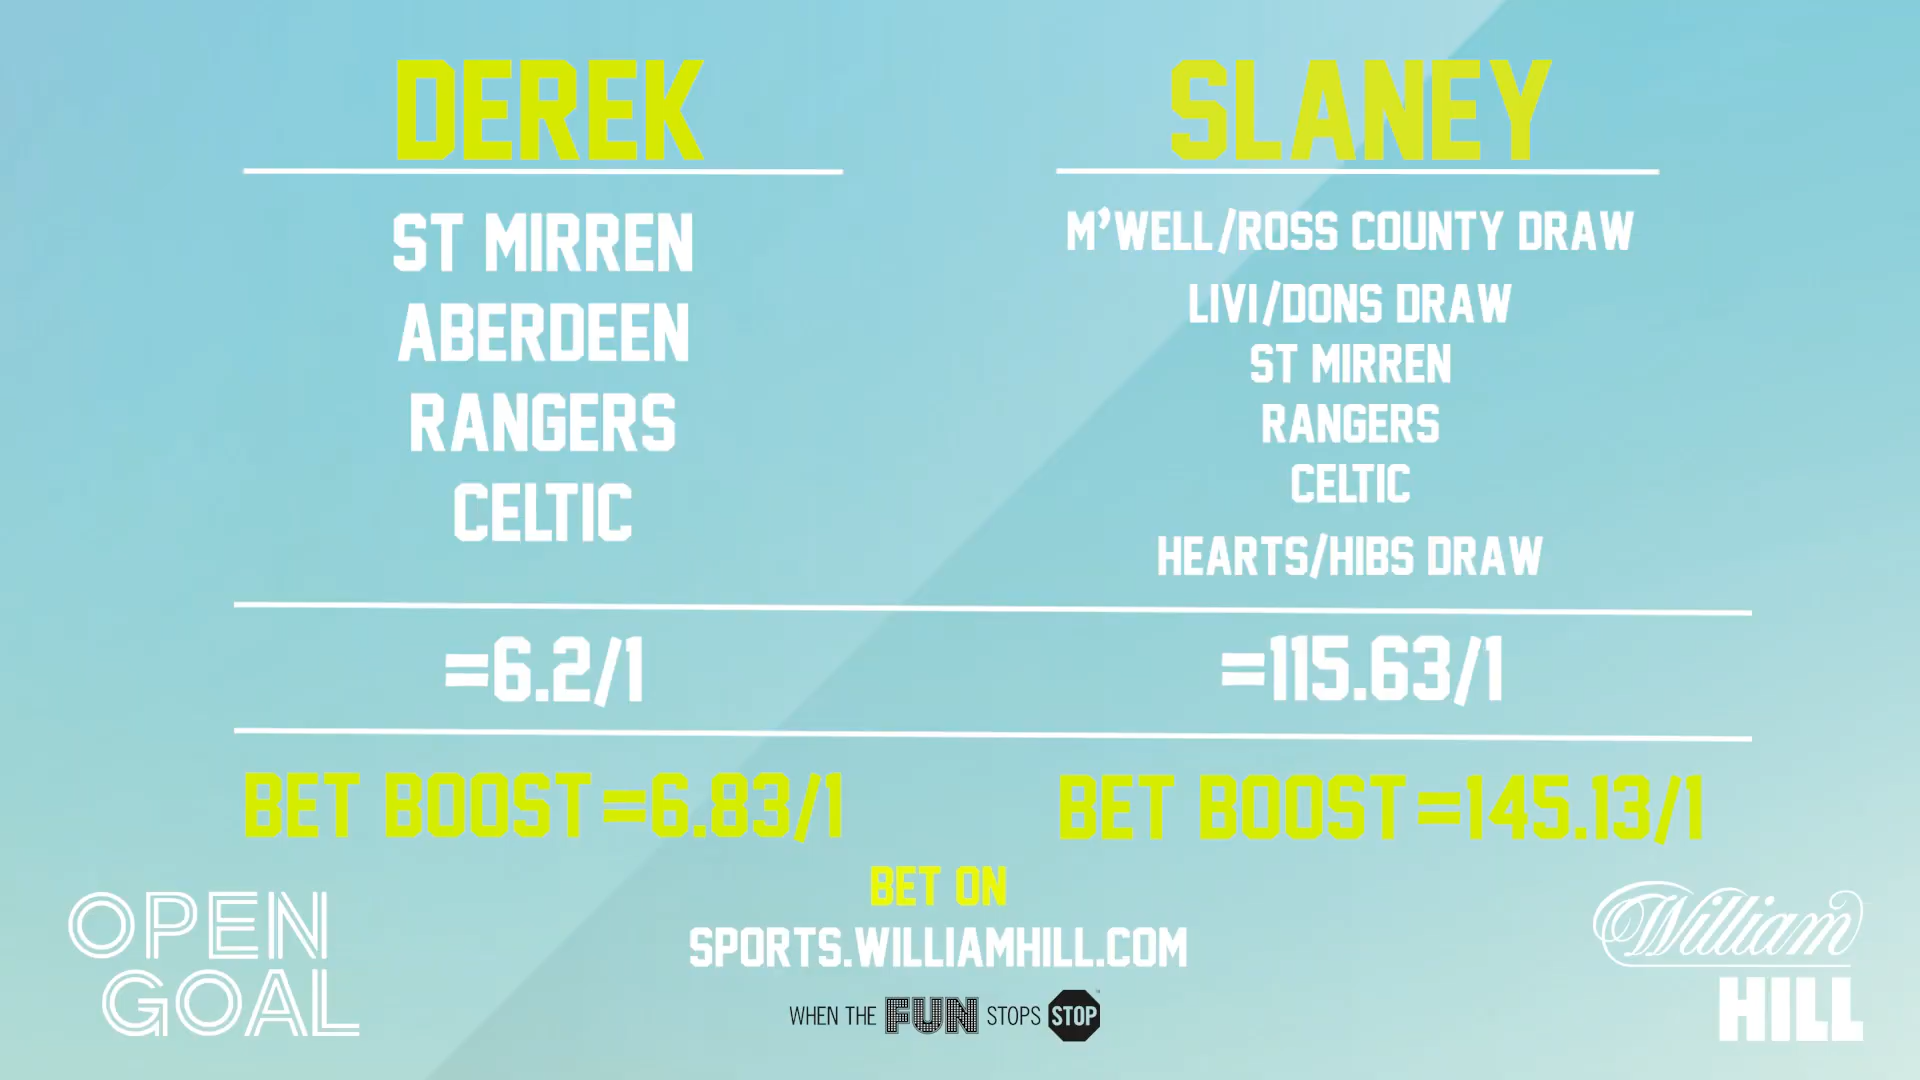 DEREK
ST MIRREN
ABERDEEN
RANGERS
CELTIC
=6.2/1
BET BOOST=6.83/1
SLANEY
M'WELL/ROSS COUNTY DRAW
LIVI/DONS DRAW
ST MIRREN
RANGERS
CELTIC
HEARTS/HIBS DRAW
=115.63/1
BET BOOST=145.13/1
BET ON
SPORTS.WILLIAMHILL.COM
WHEN THE FUN STOPS STOP
OPEN
GOAL
William
HILL